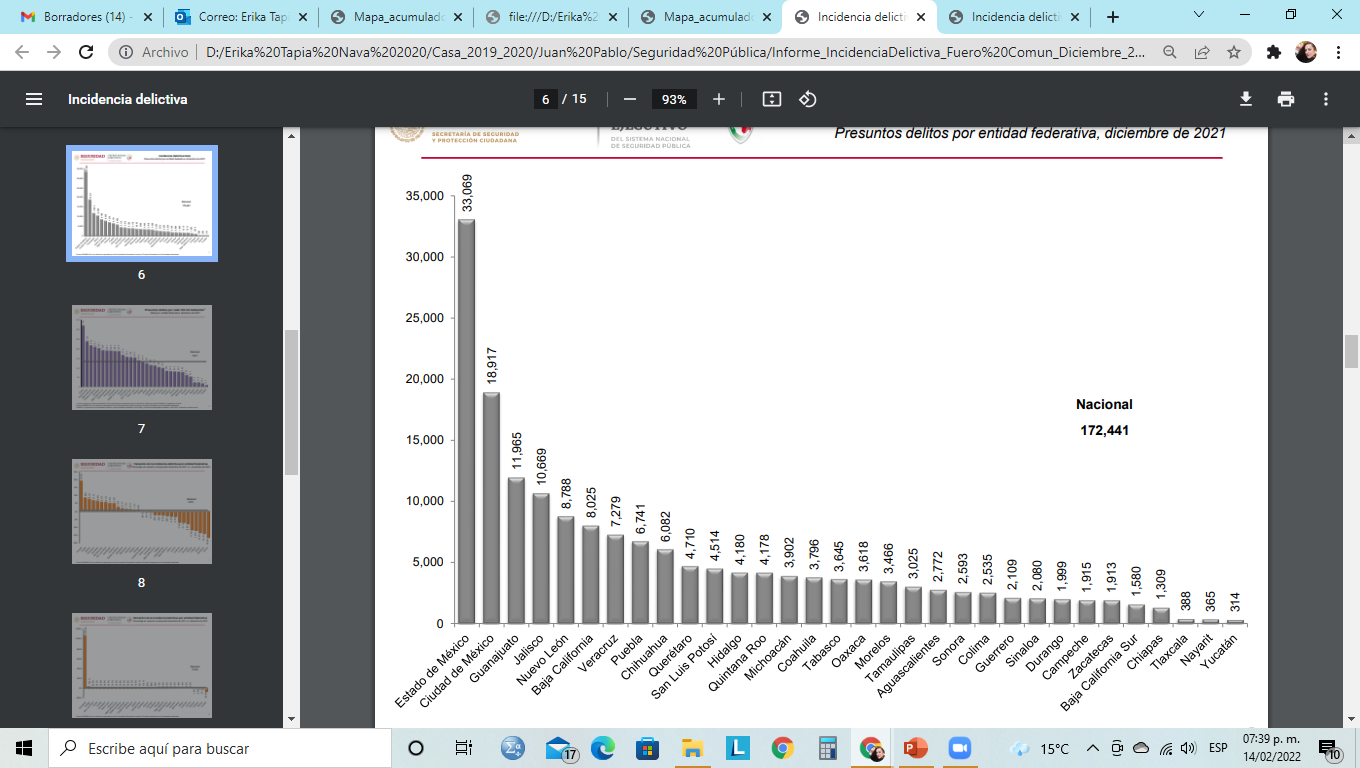 Borradores (14) -
Correo: Erika Tapi
Mapa_acumulado
file:///D:/Erika%2
Mapa_acumulado
Incidencia delicti
Incidencia delicti
Archivo
D:/Erika%20Tapia%20Nava%202020/Casa_2019_2020/Juan%20Pablo/Seguridad%20Pública/Informe_IncidenciaDelictiva_Fuero%20Comun_Diciembre_2...
Incidencia delictiva
6 / 15
93%
6
7
8
SECRETARÍA DE SEGURIDAD
Y PROTECCIÓN CIUDADANA
EJECUTIVO
DEL SISTEMA NACIONAL
DE SEGURIDAD PÚBLICA
Presuntos delitos por entidad federativa, diciembre de 2021
35,000
30,000
25,000
20,000
15,000
10,000
5,000
0
33,069
18,917
11,965
10,669
8,788
8,025
7,279
6,741
6,082
4,710
4,514
4,180
4,178
3,902
3,796
3,645
3,618
3,466
3,025
2,772
2,593
2,535
2,109
2,080
1,999
1,915
1,913
1,580
1,309
388
365
314
Nacional
172,441
Estado de México
Ciudad de México
Guanajuato
Jalisco
Nuevo León
Baja California
Veracruz
Puebla
Chihuahua
Querétaro
San Luis Potosí
Hidalgo
Quintana Roo
Michoacán
Coahuila
Tabasco
Oaxaca
Morelos
Tamaulipas
Aguascalientes
Sonora
Colima
Guerrero
Sinaloa
Durango
Campeche
Zacatecas
Baja California Sur
Chiapas
Tlaxcala
Nayarit
Yucatán
Escribe aquí para buscar
17
15°C
ESP
07:39 p. m.
14/02/2022
10